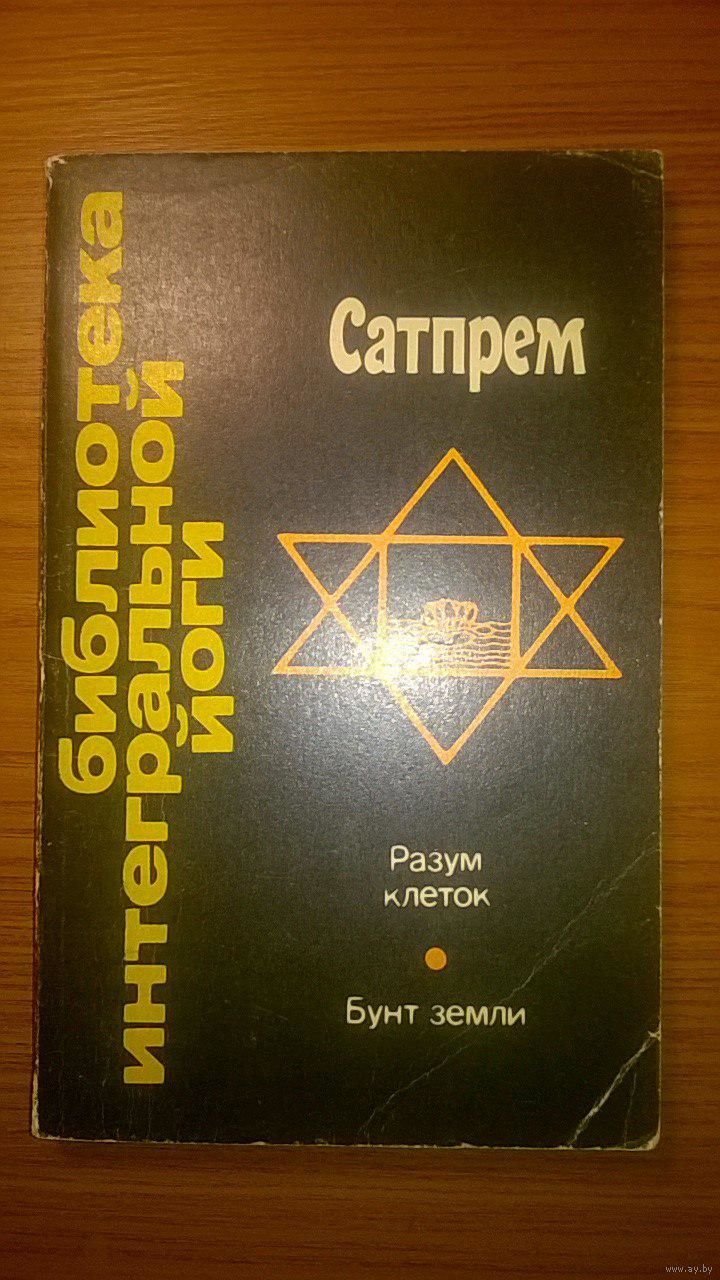 библиотека
интегральной
йоги
Сатпрем
Разум
клеток
Бунт земли
www.ay.by